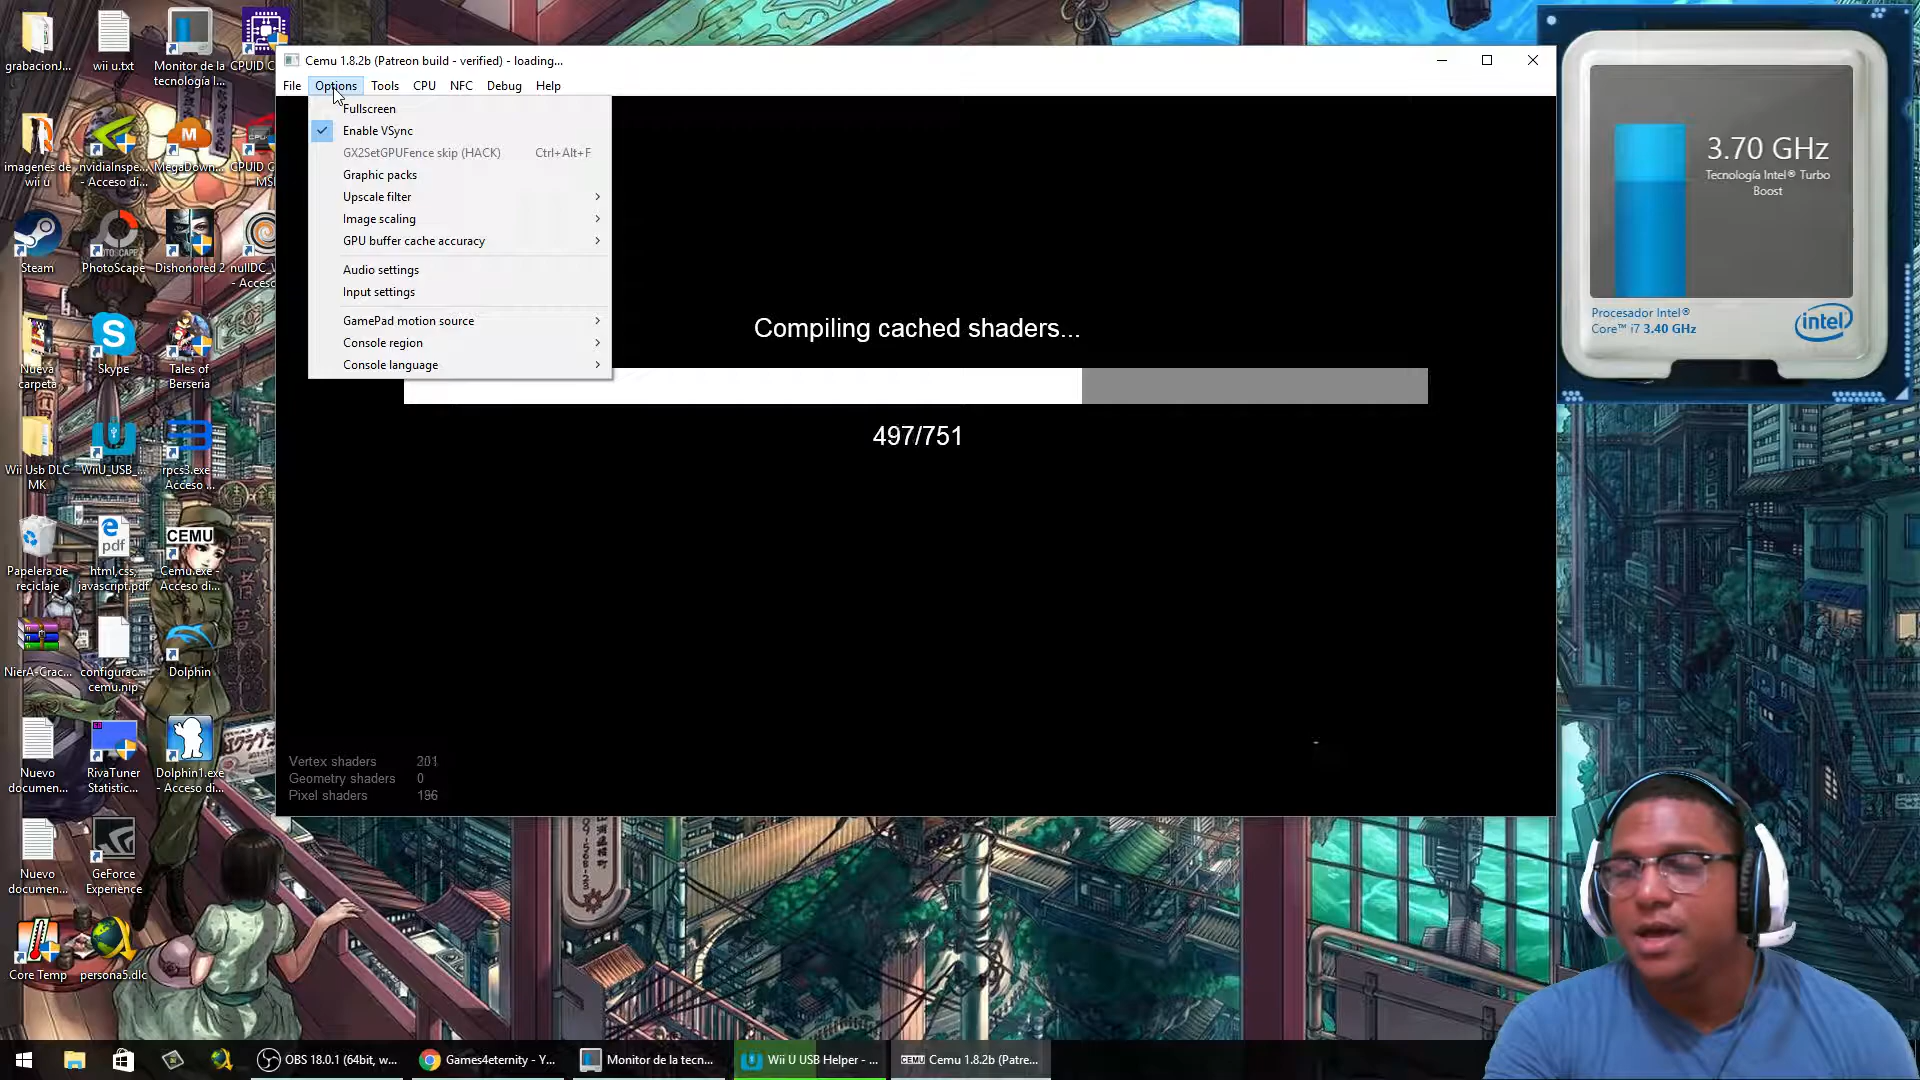 grabacionJ...
wii u.txt
Monitor de la
tecnología I...
CPUID C
imagenes de
wii u
nvidiaInspe...
- Acceso di...
MegaDown...
CPUID C
MSI
Steam
PhotoScape
Dishonored 2
nullDC_
- Acceso
Nueva
carpeta
Skype
Tales of
Berseria
Wii Usb DLC
MK
WiiU_USB_...
rpcs3.exe
Acceso ...
pdf
CEMU
Papelera de
reciclaje
html,css,
javascript.pdf
Cemu.exe -
Acceso di...
NierA-Crac...
configurac...
cemu.nip
Dolphin
Nuevo
documen...
RivaTuner
Statistic...
Dolphin1.exe
- Acceso di...
Nuevo
documen...
GeForce
Experience
Core Temp
persona5.dlc
Cemu 1.8.2b (Patreon build - verified) - loading...
File Options Tools CPU NFC Debug Help
Fullscreen
Enable VSync
GX2SetGPUFence skip (HACK) Ctrl+Alt+F
Graphic packs
Upscale filter
Image scaling
GPU buffer cache accuracy
Audio settings
Input settings
GamePad motion source
Console region
Console language
Compiling cached shaders...
497/751
Vertex shaders 201
Geometry shaders 0
Pixel shaders 196
3.70 GHz
Tecnología Intel® Turbo
Boost
Procesador Intel®
Core™ i7 3.40 GHz
intel
OBS 18.0.1 (64bit, w...
Games4eternity - Y...
Monitor de la tecn...
Wii U USB Helper - ...
CEMU
Cemu 1.8.2b (Patre...